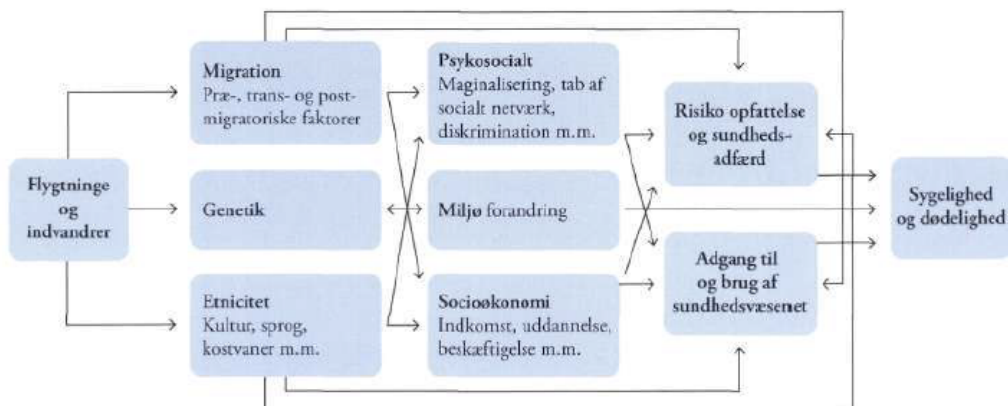 Flygtninge
og
indvandrer
Migration
Præ-, trans- og post-
migratoriske faktorer
Genetik
Etnicitet
Kultur, sprog,
kostvaner m.m.
Psykosocialt
Maginalisering, tab af
socialt netværk,
diskrimination m.m.
Miljø forandring
Socioøkonomi
Indkomst, uddannelse,
beskæftigelse m.m.
Risiko opfattelse
og sundheds-
adfærd
Adgang til
og brug af
sundhedsvæsenet
Sygelighed
og dødelighed